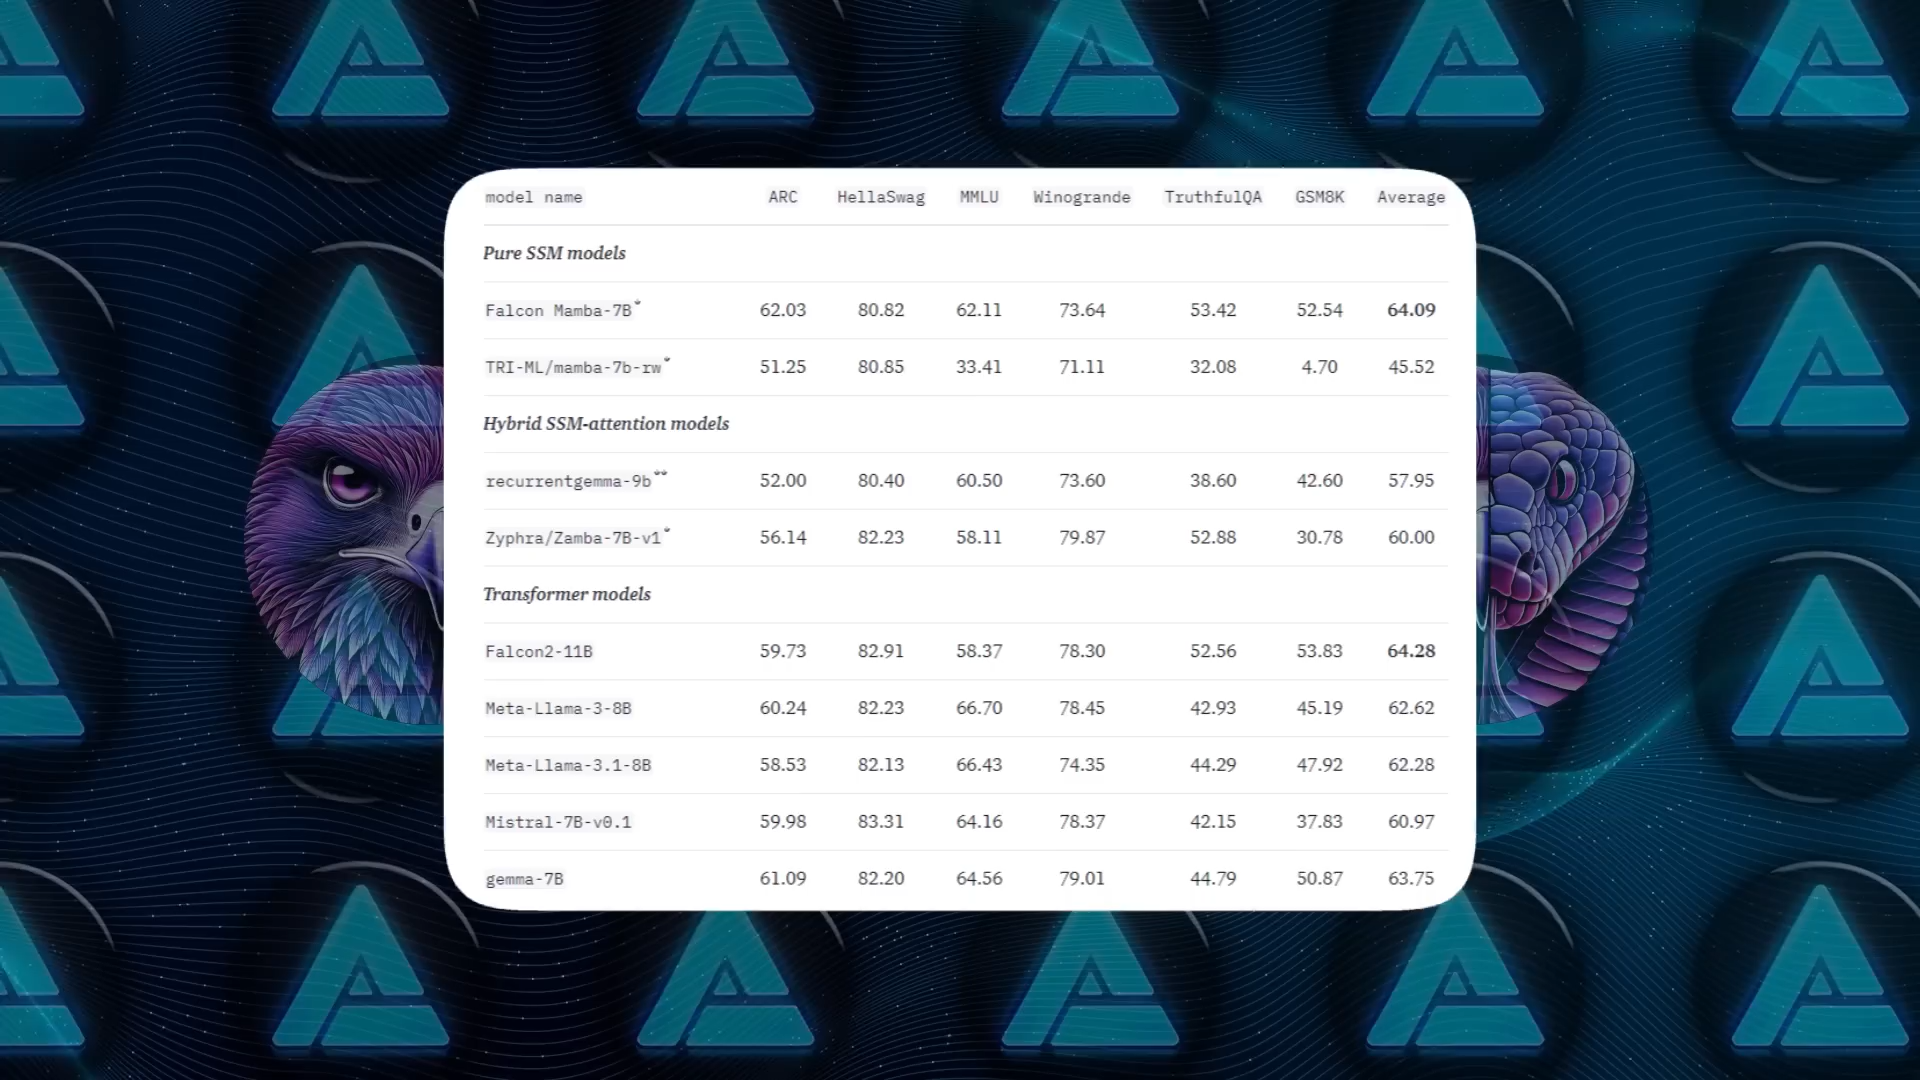 model name ARC HellaSwag MMLU Winogrande TruthfulQA GSM8K Average
Pure SSM models
Falcon Mamba-7B* 62.03 80.82 62.11 73.64 53.42 52.54 64.09
TRI-ML/mamba-7b-rw* 51.25 80.85 33.41 71.11 32.08 4.70 45.52
Hybrid SSM-attention models
recurrentgemma-9b** 52.00 80.40 60.50 73.60 38.60 42.60 57.95
Zyphra/Zamba-7B-v1* 56.14 82.23 58.11 79.87 52.88 30.78 60.00
Transformer models
Falcon2-11B 59.73 82.91 58.37 78.30 52.56 53.83 64.28
Meta-Llama-3-8B 60.24 82.23 66.70 78.45 42.93 45.19 62.62
Meta-Llama-3.1-8B 58.53 82.13 66.43 74.35 44.29 47.92 62.28
Mistral-7B-v0.1 59.98 83.31 64.16 78.37 42.15 37.83 60.97
gemma-7B 61.09 82.20 64.56 79.01 44.79 50.87 63.75